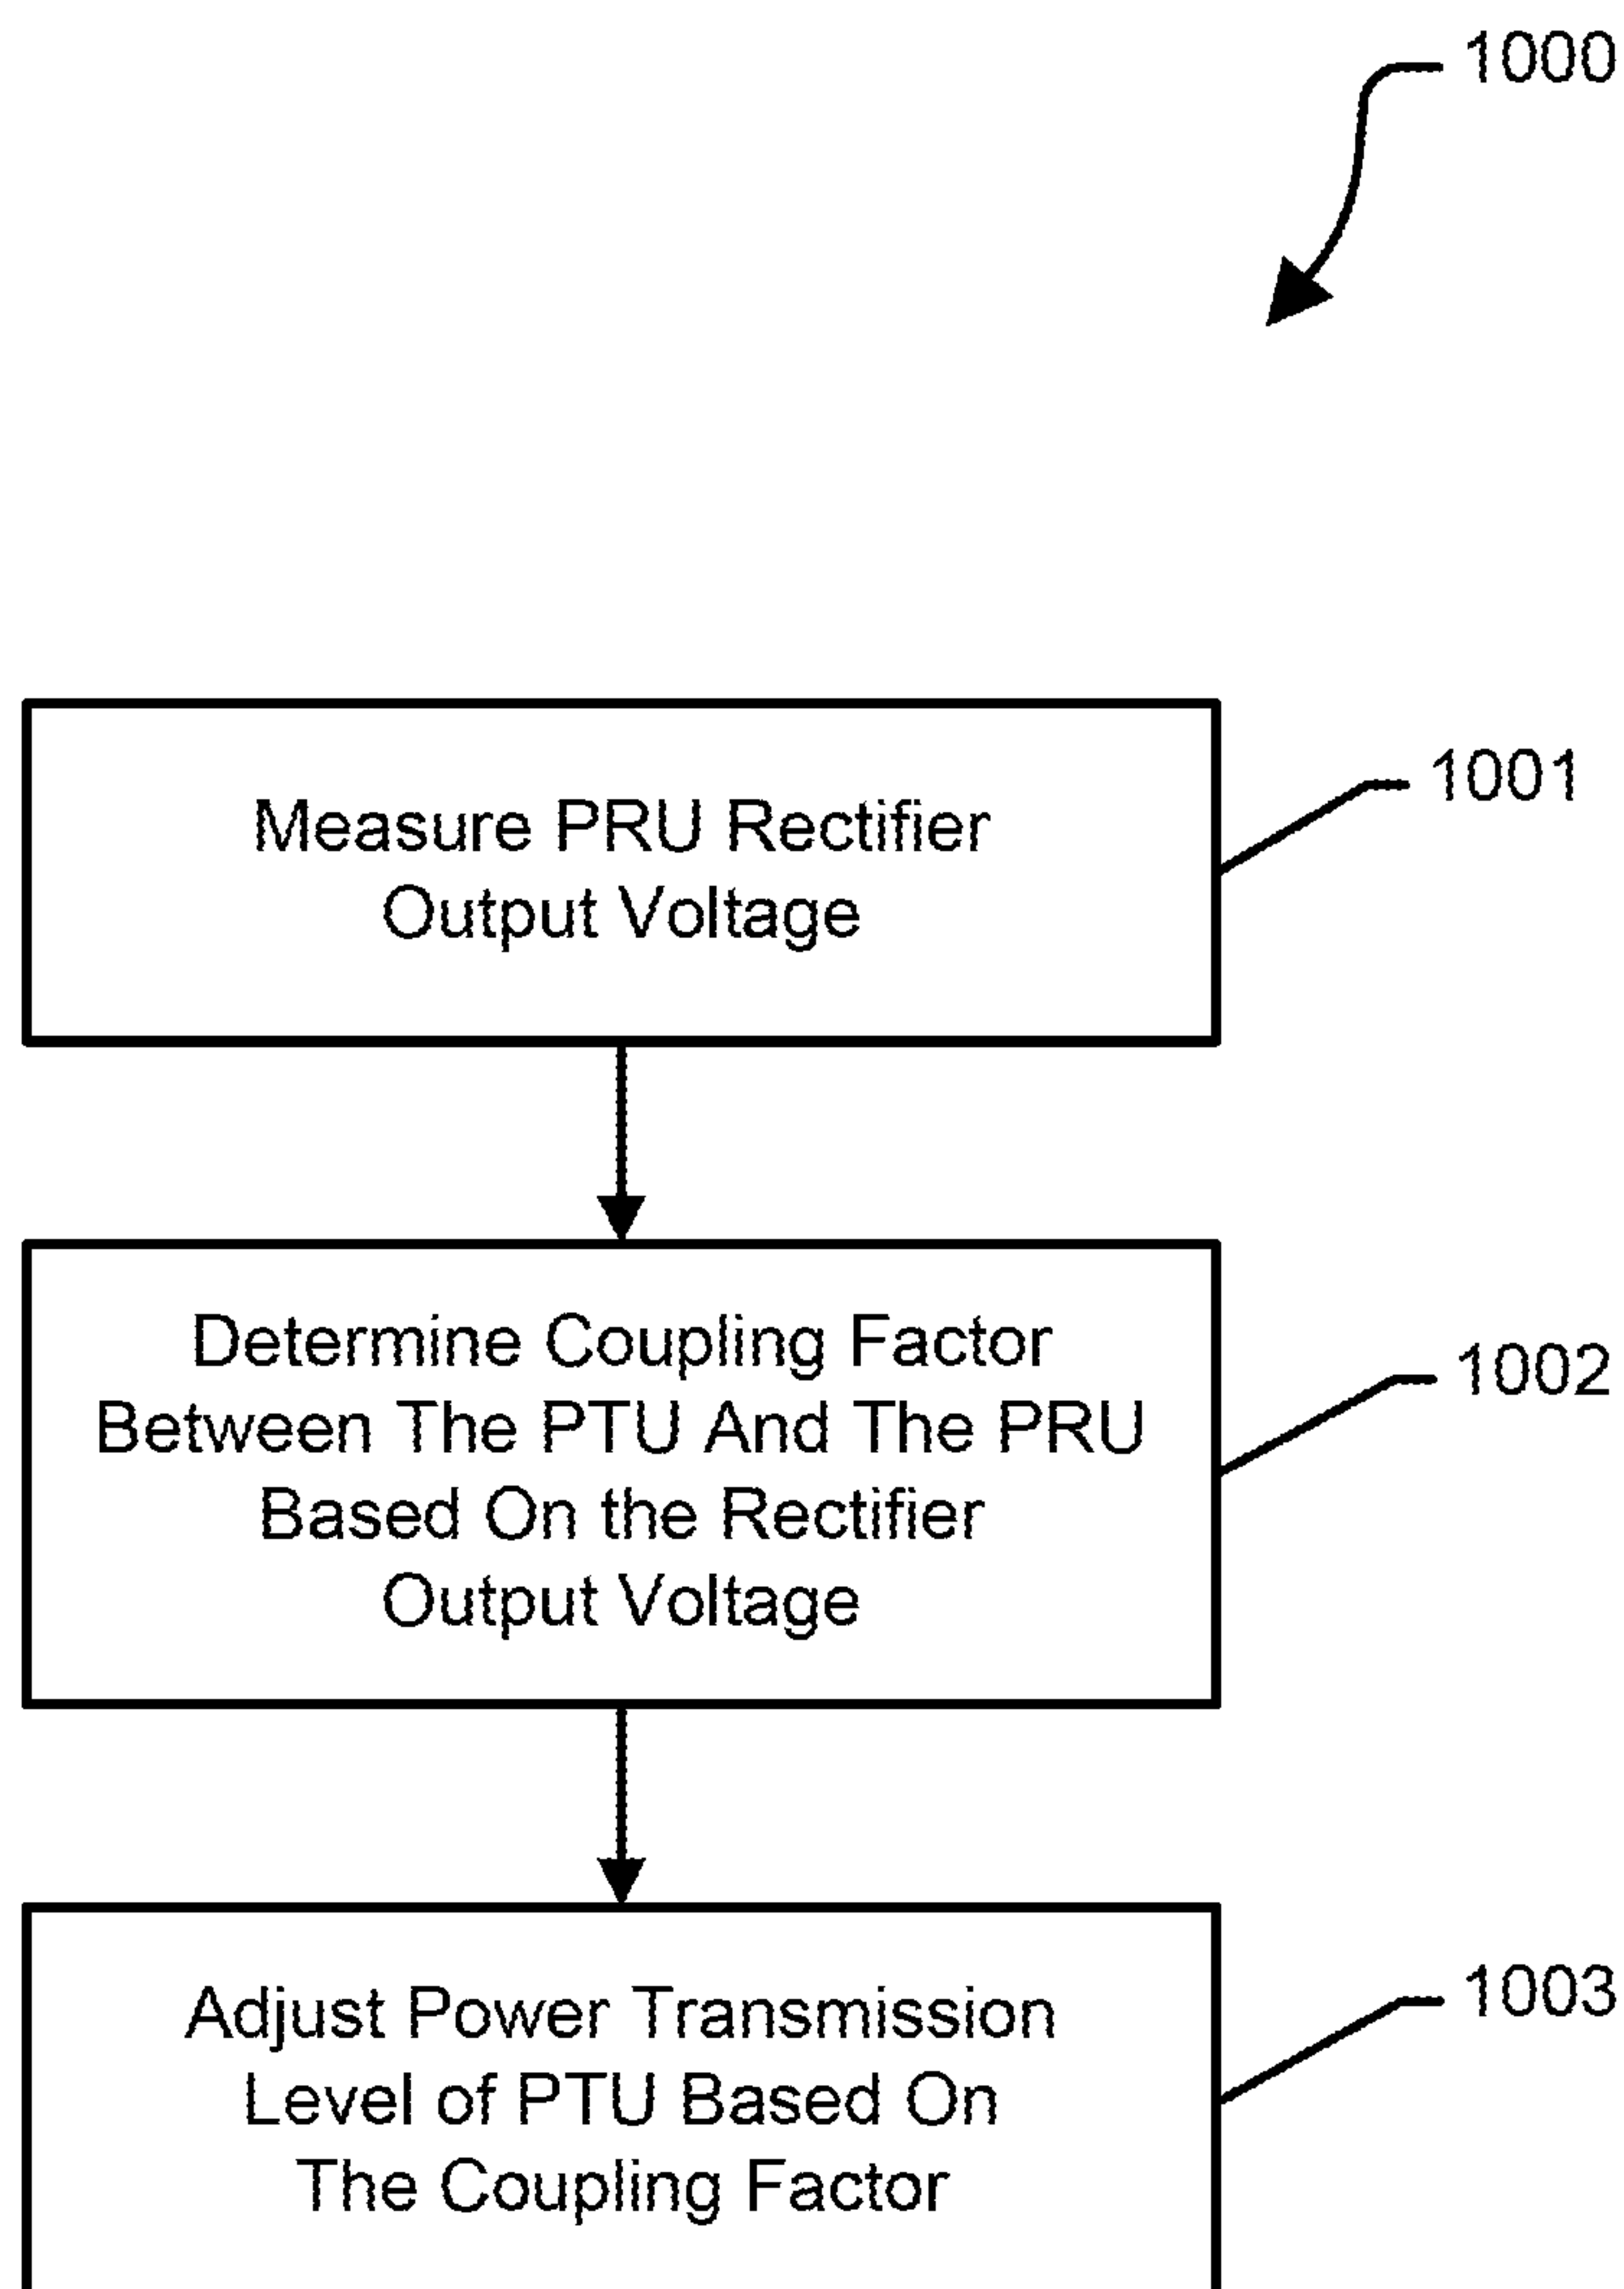 1000
Measure PRU Rectifier
Output Voltage
1001
Determine Coupling Factor
Between The PTU And The PRU
Based On the Rectifier
Output Voltage
1002
Adjust Power Transmission
Level of PTU Based On
The Coupling Factor
1003